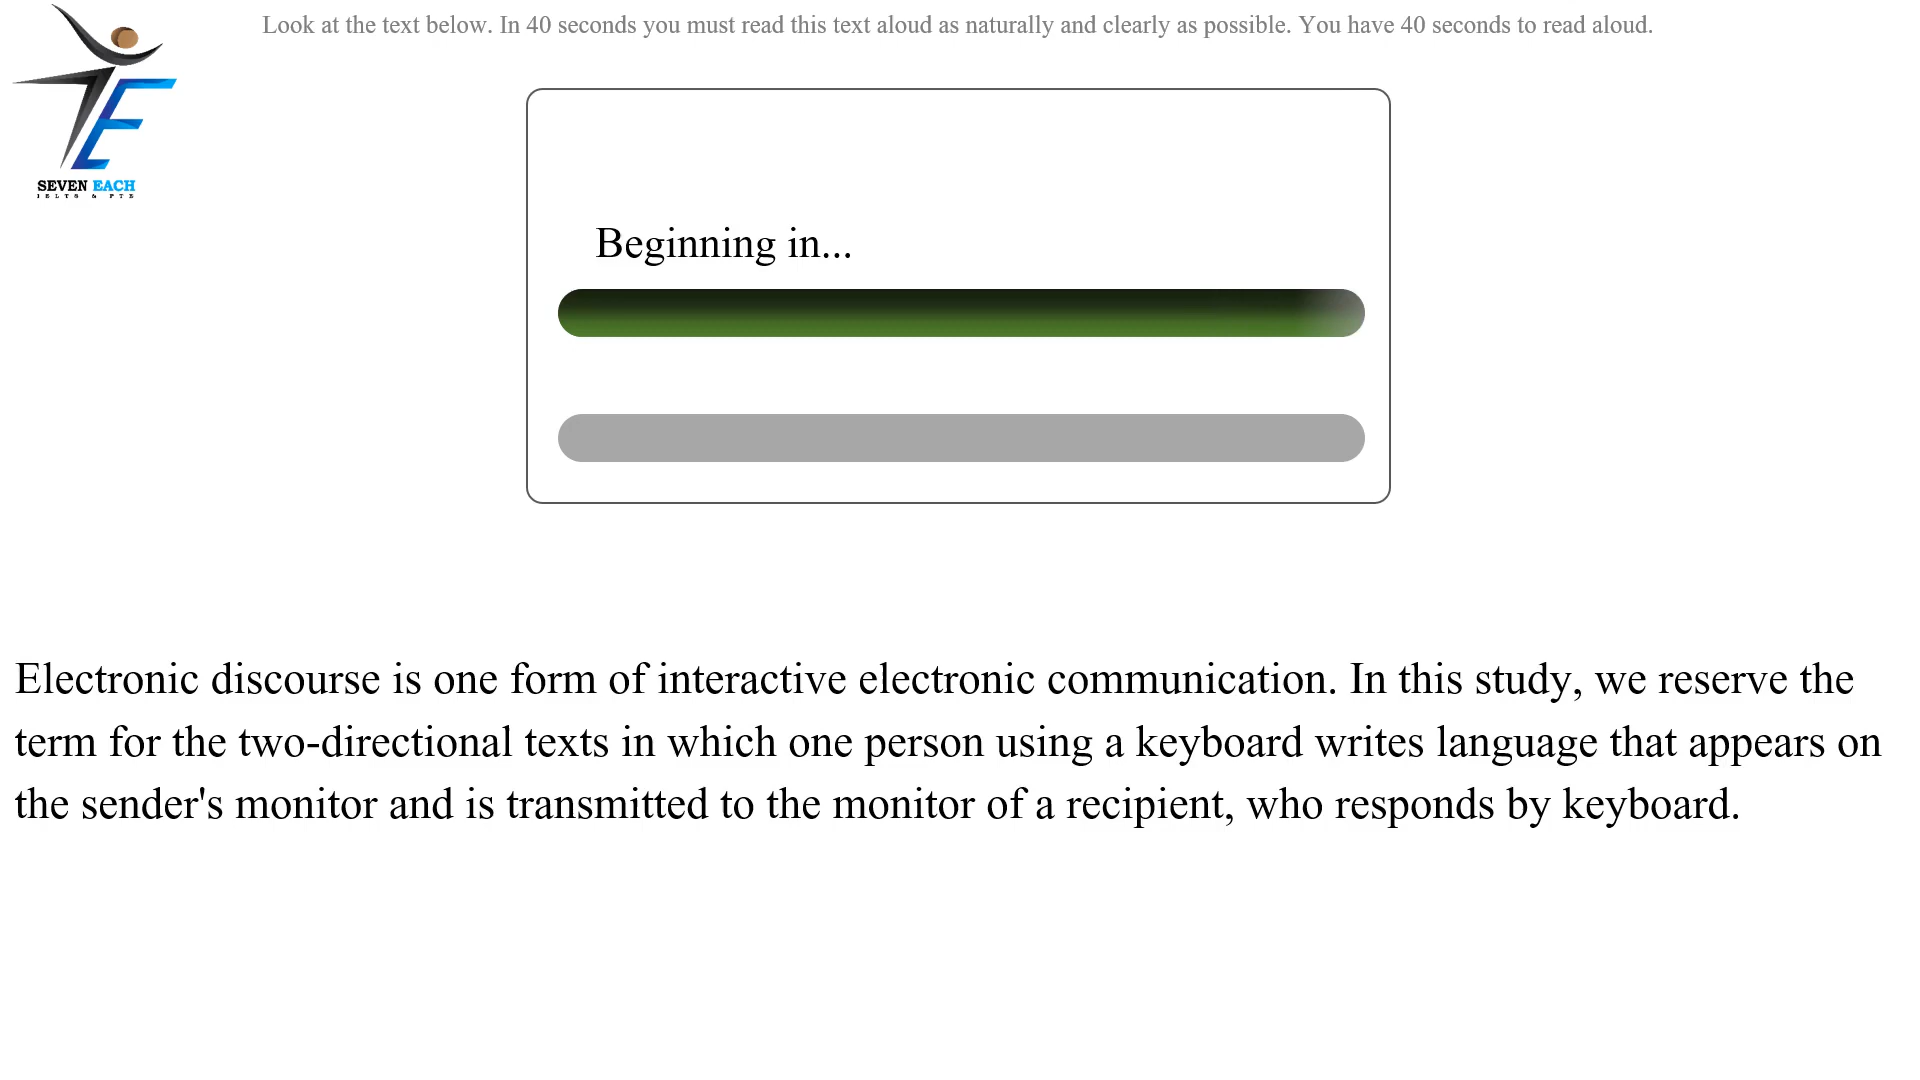 Look at the text below. In 40 seconds you must read this text aloud as naturally and clearly as possible. You have 40 seconds to read aloud.
SEVEN EACH
IELTS & PTE
Beginning in...
Electronic discourse is one form of interactive electronic communication. In this study, we reserve the
term for the two-directional texts in which one person using a keyboard writes language that appears on
the sender's monitor and is transmitted to the monitor of a recipient, who responds by keyboard.